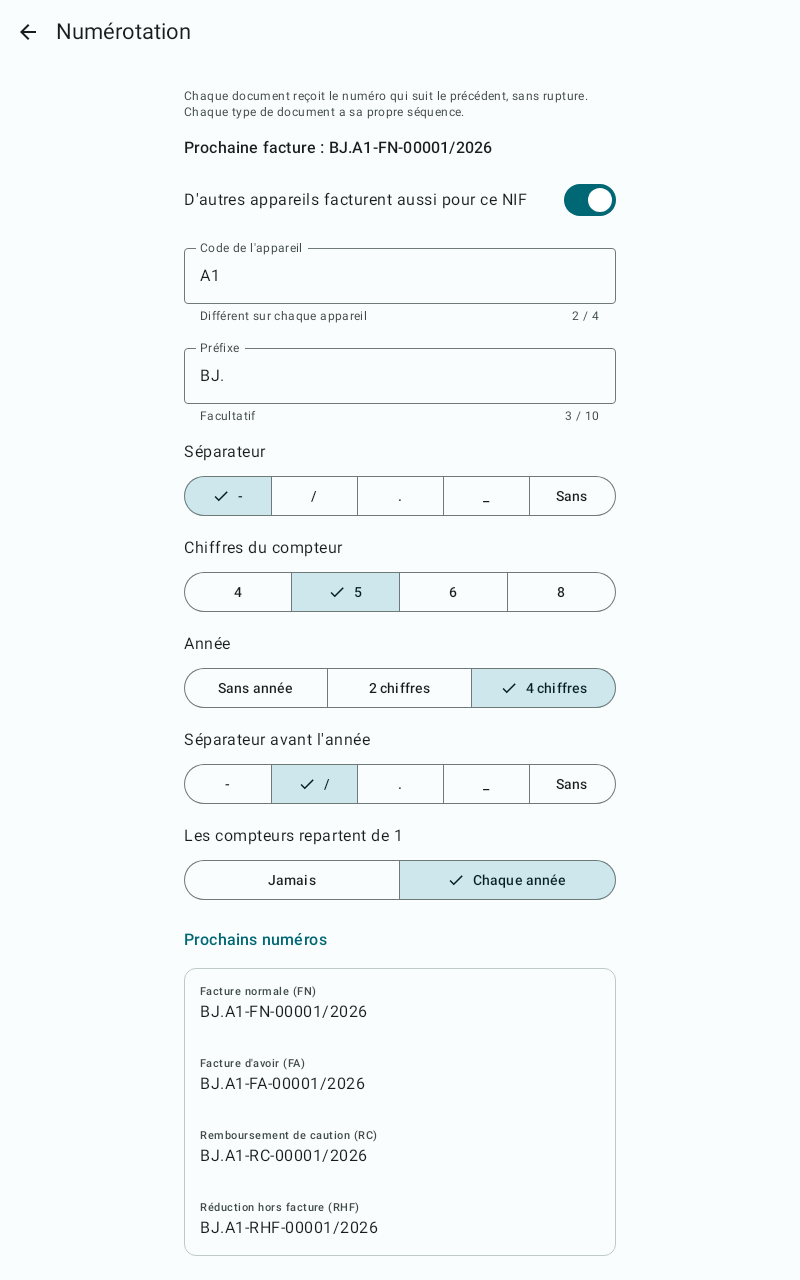 Numérotation
Chaque document reçoit le numéro qui suit le précédent, sans rupture.
Chaque type de document a sa propre séquence.
Prochaine facture : BJ.A1-FN-00001/2026
D'autres appareils facturent aussi pour ce NIF
Code de l'appareil
A1
Différent sur chaque appareil 2 / 4
Préfixe
BJ.
Facultatif 3 / 10
Séparateur
- / . _ Sans
Chiffres du compteur
4 5 6 8
Année
Sans année 2 chiffres 4 chiffres
Séparateur avant l'année
- / . _ Sans
Les compteurs repartent de 1
Jamais Chaque année
Prochains numéros
Facture normale (FN)
BJ.A1-FN-00001/2026
Facture d'avoir (FA)
BJ.A1-FA-00001/2026
Remboursement de caution (RC)
BJ.A1-RC-00001/2026
Réduction hors facture (RHF)
BJ.A1-RHF-00001/2026